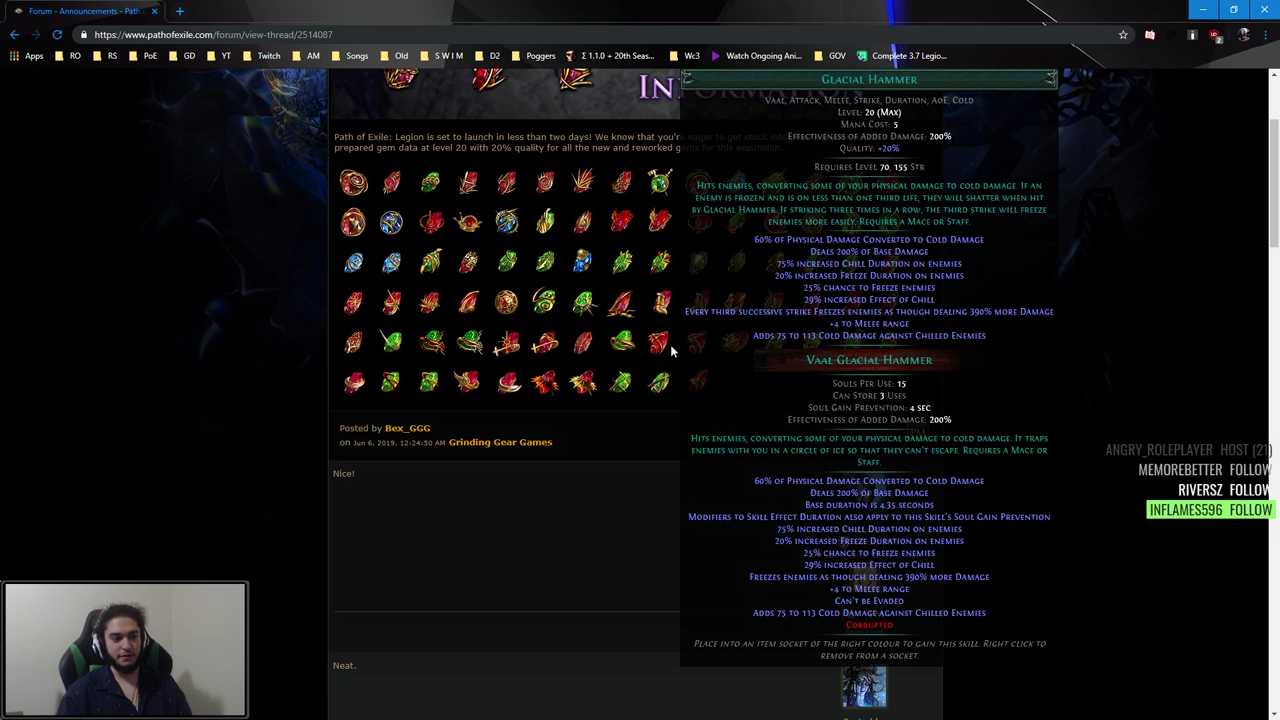 Forum - Announcements - Path
https://www.pathofexile.com/forum/view-thread/2514087
Apps RO RS PoE GD YT Twitch AM Songs Old S W I M D2 Poggers Σ 1.1.0 + 20th Seas... Wc3 Watch Ongoing Ani... GOV Complete 3.7 Legio...
Path of Exile: Legion is set to launch in less than two days! We know that you're eager to get stuck
prepared gem data at level 20 with 20% quality for all the new and reworked gems for this expansion.
Glacial Hammer
Vaal, Attack, Melee, Strike, Duration, AoE, Cold
Level: 20 (Max)
Mana Cost: 5
Effectiveness of Added Damage: 200%
Quality: +20%
Requires Level 70, 155 Str
Hits enemies, converting some of your physical damage to cold damage. If an
enemy is frozen and is on less than one third life, they will shatter when hit
by Glacial Hammer. If striking three times in a row, the third strike will freeze
enemies more easily. Requires a Mace or Staff.
60% of Physical Damage Converted to Cold Damage
Deals 200% of Base Damage
75% increased Chill Duration on enemies
20% increased Freeze Duration on enemies
25% chance to Freeze enemies
29% increased Effect of Chill
Every third successive strike Freezes enemies as though dealing 390% more Damage
+4 to Melee range
Adds 75 to 113 Cold Damage against Chilled Enemies
Vaal Glacial Hammer
Souls Per Use: 15
Can Store 3 Uses
Soul Gain Prevention: 4 sec
Effectiveness of Added Damage: 200%
Hits enemies, converting some of your physical damage to cold damage. It traps
enemies with you in a circle of ice so that they can't escape. Requires a Mace or
Staff.
60% of Physical Damage Converted to Cold Damage
Deals 200% of Base Damage
Base duration is 4.35 seconds
Modifiers to Skill Effect Duration also apply to this Skill's Soul Gain Prevention
75% increased Chill Duration on enemies
20% increased Freeze Duration on enemies
25% chance to Freeze enemies
29% increased Effect of Chill
Freezes enemies as though dealing 390% more Damage
+4 to Melee range
Can't be Evaded
Adds 75 to 113 Cold Damage against Chilled Enemies
Corrupted
Place into an item socket of the right colour to gain this skill. Right click to
remove from a socket.
Posted by Bex_GGG
on Jun 6, 2019, 12:24:50 AM Grinding Gear Games
Nice!
Neat.
ANGRY_ROLEPLAYER HOST (21)
MEMOREBETTER FOLLOW
RIVERSZ FOLLOW
INFLAMES596 FOLLOW